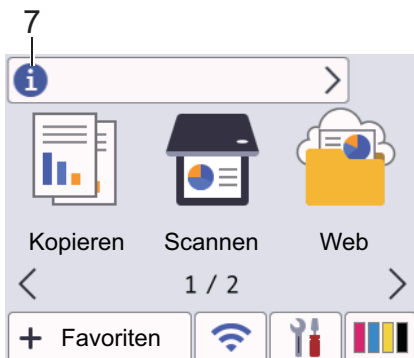 7
i
Kopieren Scannen Web
1 / 2
+ Favoriten